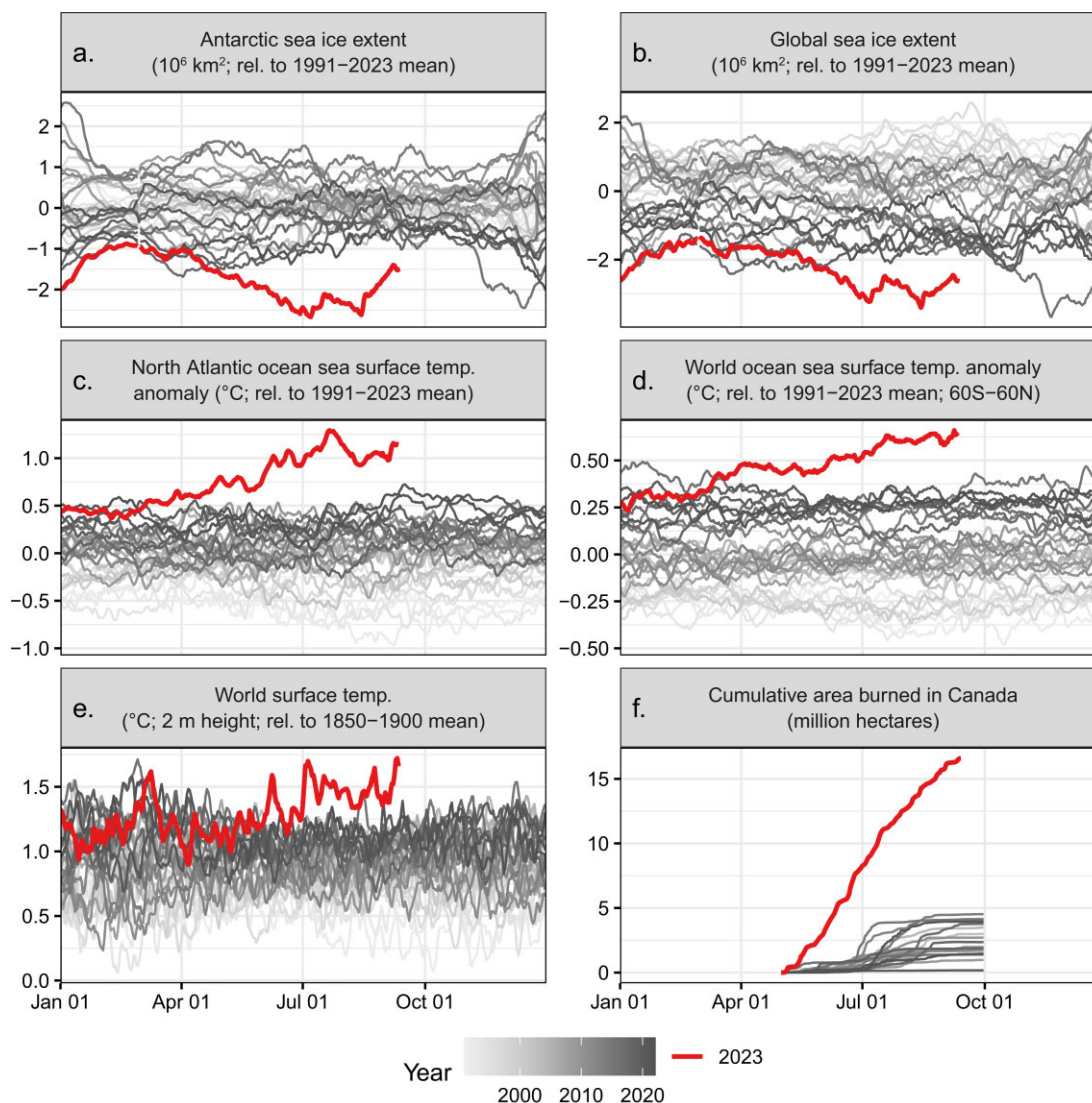 a.
Antarctic sea ice extent
(10⁶ km²; rel. to 1991−2023 mean)
b.
Global sea ice extent
(10⁶ km²; rel. to 1991−2023 mean)
2
1
0
−1
−2
2
0
−2
c.
North Atlantic ocean sea surface temp.
anomaly (°C; rel. to 1991−2023 mean)
d.
World ocean sea surface temp. anomaly
(°C; rel. to 1991−2023 mean; 60S−60N)
1.0
0.5
0.0
−0.5
−1.0
0.50
0.25
0.00
−0.25
−0.50
e.
World surface temp.
(°C; 2 m height; rel. to 1850−1900 mean)
f.
Cumulative area burned in Canada
(million hectares)
1.5
1.0
0.5
0.0
15
10
5
0
Jan 01 Apr 01 Jul 01 Oct 01
Jan 01 Apr 01 Jul 01 Oct 01
Year
2000 2010 2020
2023